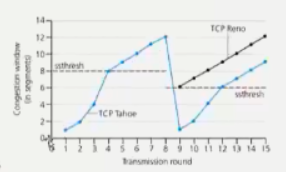 TCP Reno
14
12
10
8
6
4
2
0
Congestion window
(in segments)
ssthresh
ssthresh
TCP Tahoe
0 1 2 3 4 5 6 7 8 9 10 11 12 13 14 15
Transmission round